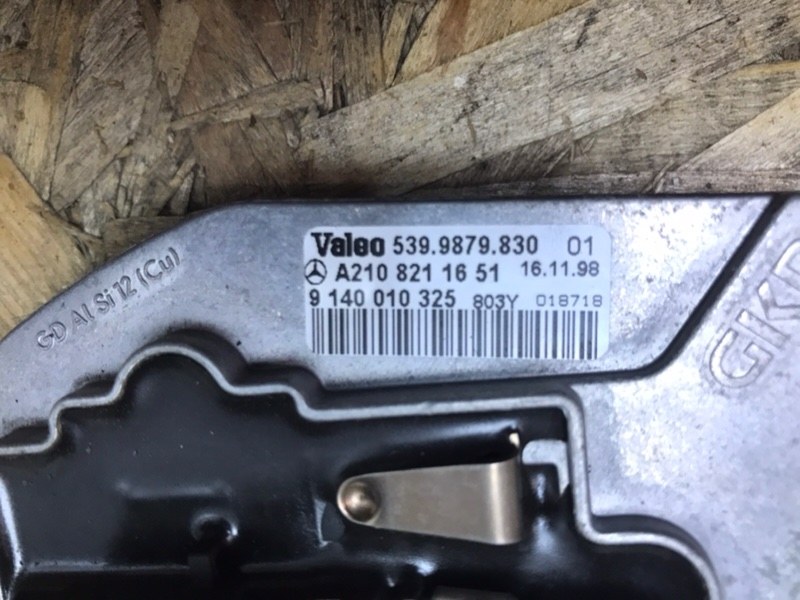 Valeo 539.9879.830 01
A210 821 16 51 16.11.98
9 140 010 325 803Y 018718
GD Al Si 12 (Cu)
GK